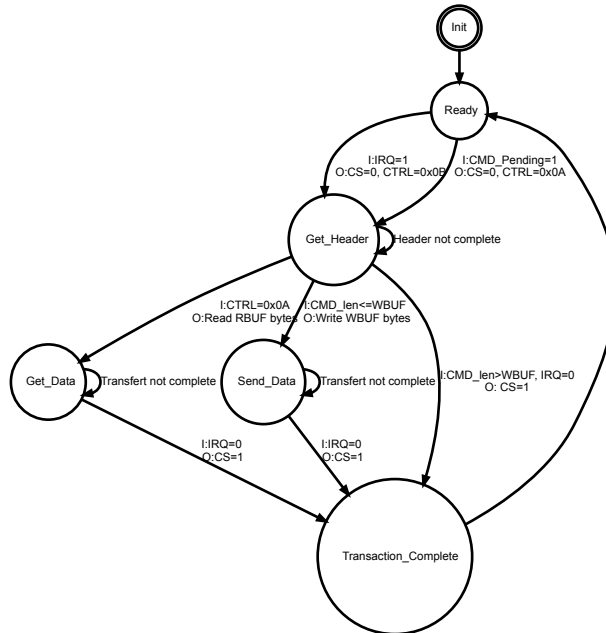 Init
Ready
I:IRQ=1
O:CS=0, CTRL=0x0B
I:CMD_Pending=1
O:CS=0, CTRL=0x0A
Get_Header
Header not complete
I:CTRL=0x0A
O:Read RBUF bytes
I:CMD_len<=WBUF
O:Write WBUF bytes
I:CMD_len>WBUF, IRQ=0
O: CS=1
Get_Data
Transfert not complete
Send_Data
Transfert not complete
I:IRQ=0
O:CS=1
I:IRQ=0
O:CS=1
Transaction_Complete